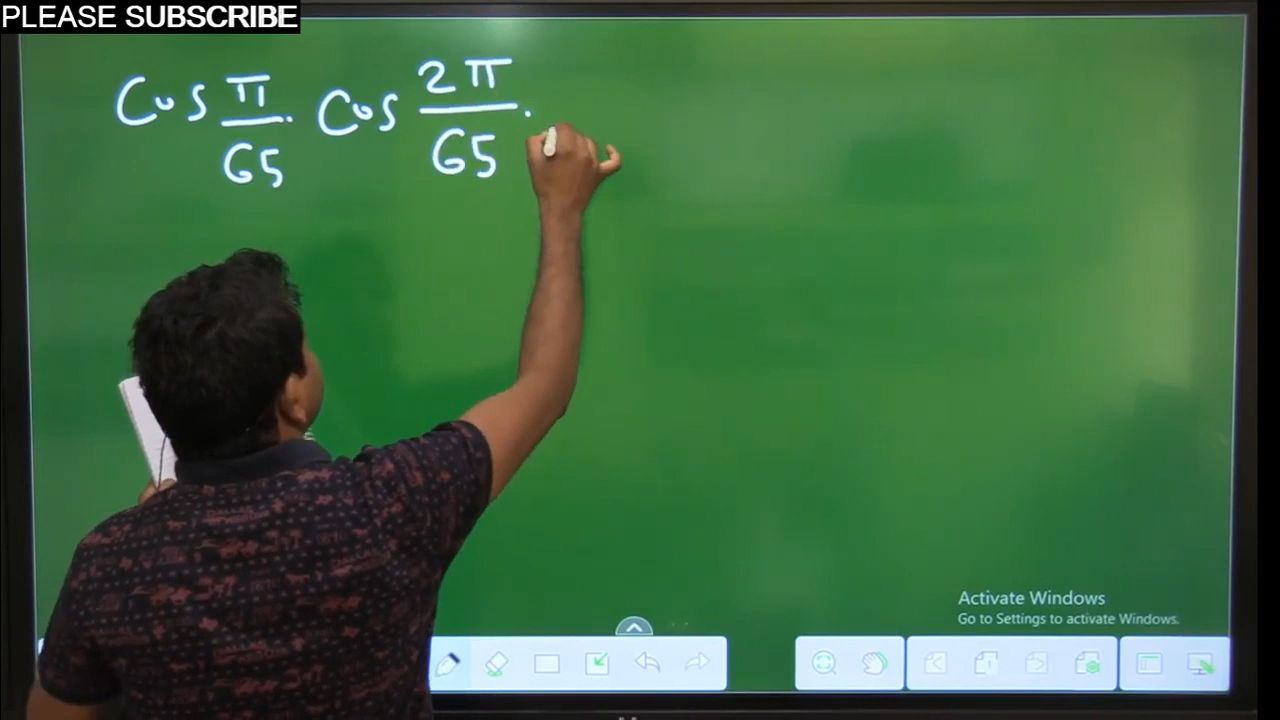 PLEASE SUBSCRIBE
Cos π/65 . Cos 2π/65 .
Activate Windows
Go to Settings to activate Windows.